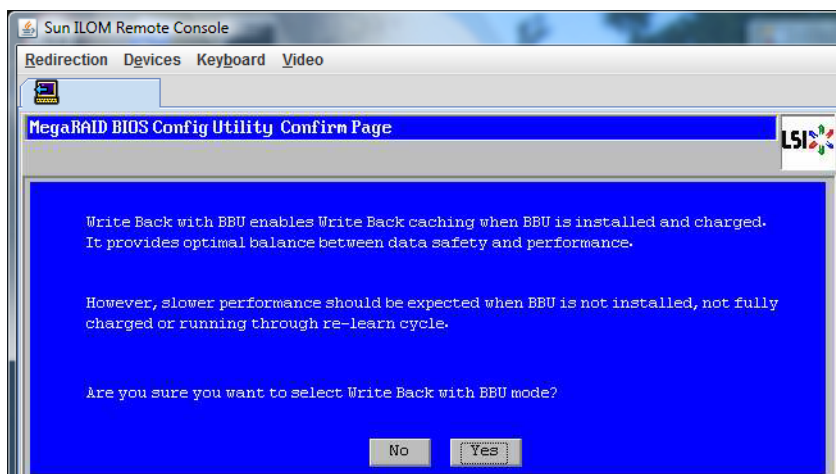 Sun ILOM Remote Console
Redirection Devices Keyboard Video
MegaRAID BIOS Config Utility Confirm Page
LSI
Write Back with BBU enables Write Back caching when BBU is installed and charged.
It provides optimal balance between data safety and performance.
However, slower performance should be expected when BBU is not installed, not fully
charged or running through re-learn cycle.
Are you sure you want to select Write Back with BBU mode?
No Yes